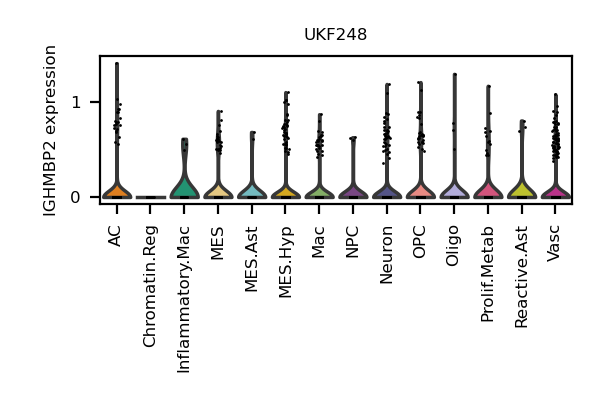 UKF248
IGHMBP2 expression
1
0
AC
Chromatin.Reg
Inflammatory.Mac
MES
MES.Ast
MES.Hyp
Mac
NPC
Neuron
OPC
Oligo
Prolif.Metab
Reactive.Ast
Vasc